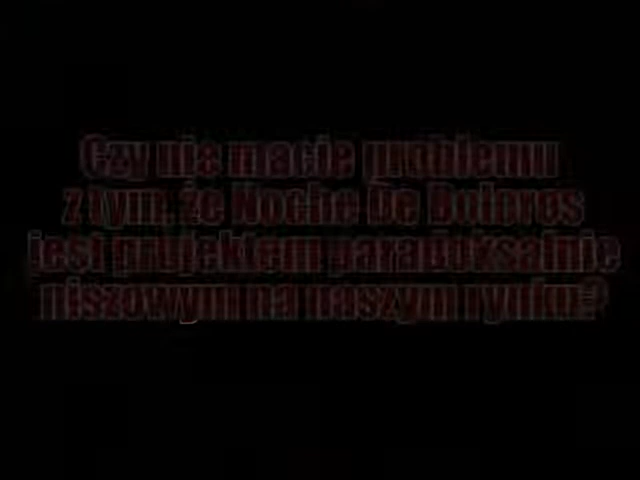 Czy nie macie problemu
z tym, że Noche De Dolores
jest projektem paradoksalnie
niszowym na naszym rynku?